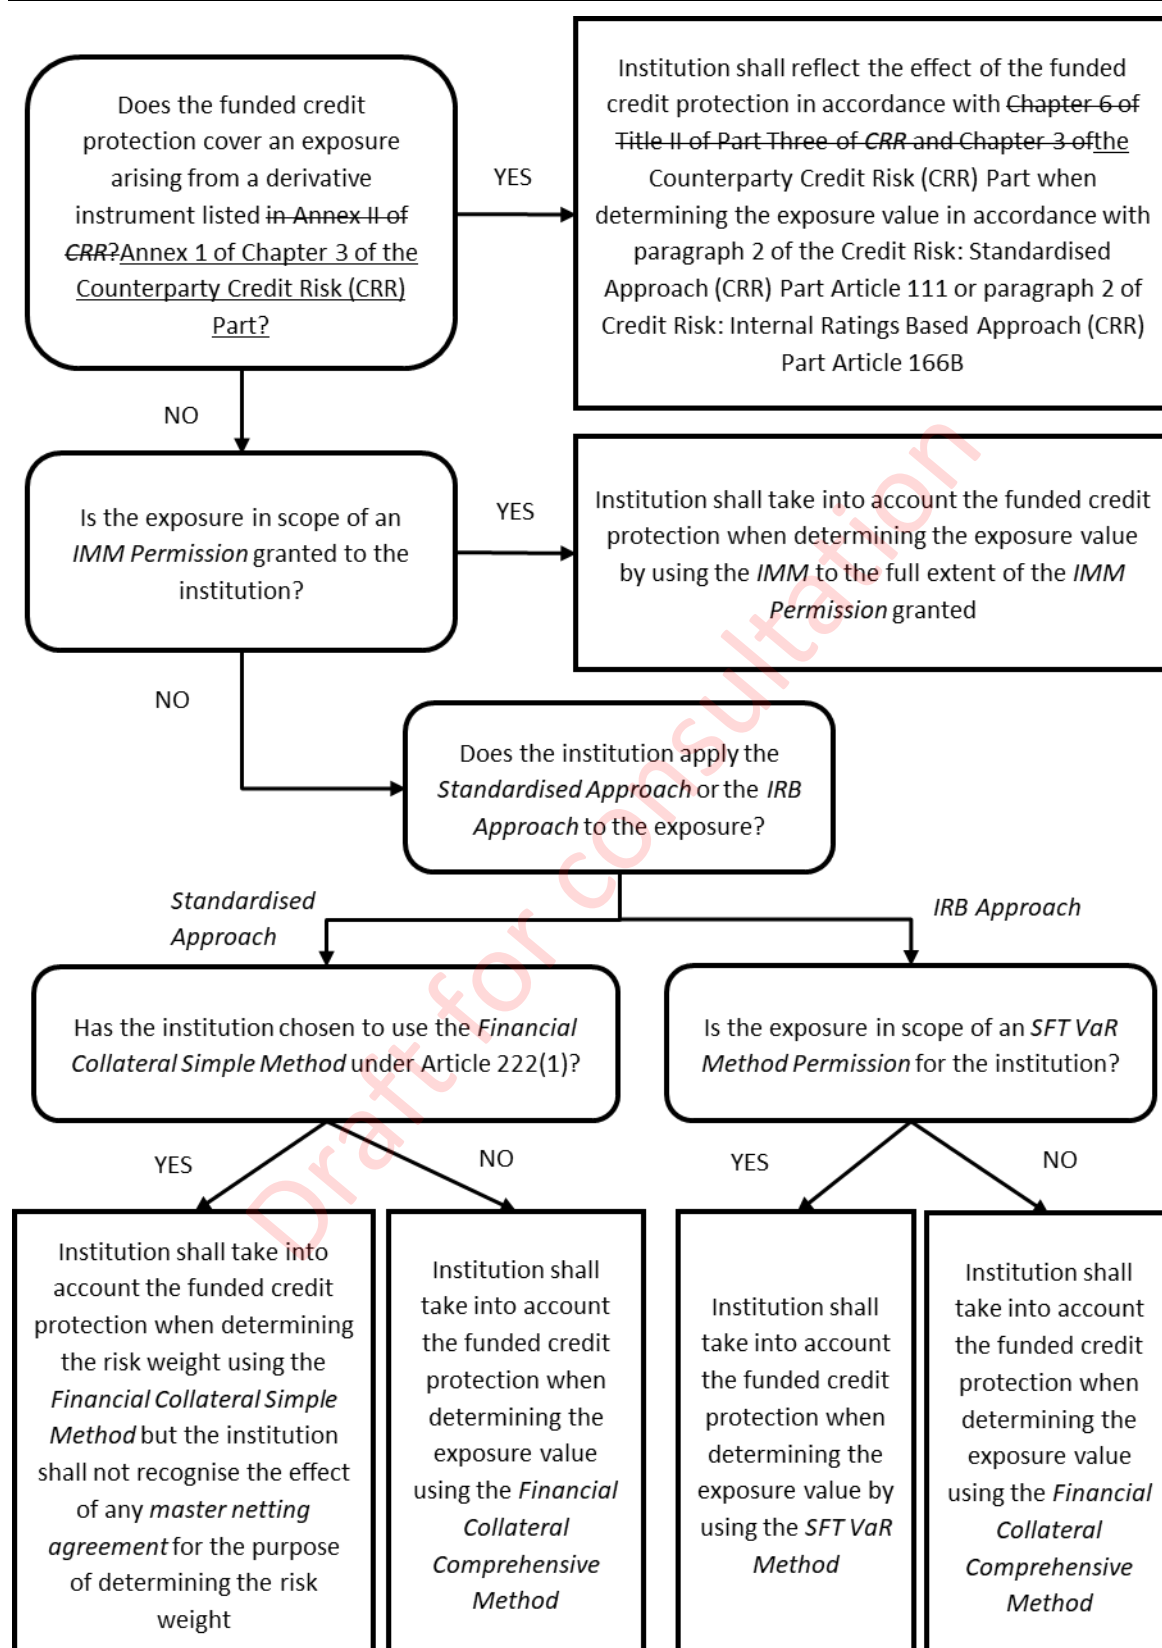 Does the funded credit
protection cover an exposure
arising from a derivative
instrument listed in Annex II of
CRR?Annex 1 of Chapter 3 of the
Counterparty Credit Risk (CRR)
Part?
YES
Institution shall reflect the effect of the funded
credit protection in accordance with Chapter 6 of
Title II of Part Three of CRR and Chapter 3 ofthe
Counterparty Credit Risk (CRR) Part when
determining the exposure value in accordance with
paragraph 2 of the Credit Risk: Standardised
Approach (CRR) Part Article 111 or paragraph 2 of
Credit Risk: Internal Ratings Based Approach (CRR)
Part Article 166B
NO
Is the exposure in scope of an
IMM Permission granted to the
institution?
YES
Institution shall take into account the funded credit
protection when determining the exposure value
by using the IMM to the full extent of the IMM
Permission granted
NO
Does the institution apply the
Standardised Approach or the IRB
Approach to the exposure?
Standardised
Approach
IRB Approach
Has the institution chosen to use the Financial
Collateral Simple Method under Article 222(1)?
Is the exposure in scope of an SFT VaR
Method Permission for the institution?
YES
NO
YES
NO
Institution shall take into
account the funded credit
protection when determining
the risk weight using the
Financial Collateral Simple
Method but the institution
shall not recognise the effect
of any master netting
agreement for the purpose
of determining the risk
weight
Institution shall
take into account
the funded credit
protection when
determining the
exposure value
using the Financial
Collateral
Comprehensive
Method
Institution shall
take into account
the funded credit
protection when
determining the
exposure value by
using the SFT VaR
Method
Institution shall
take into account
the funded credit
protection when
determining the
exposure value
using the Financial
Collateral
Comprehensive
Method
Draft for consultation